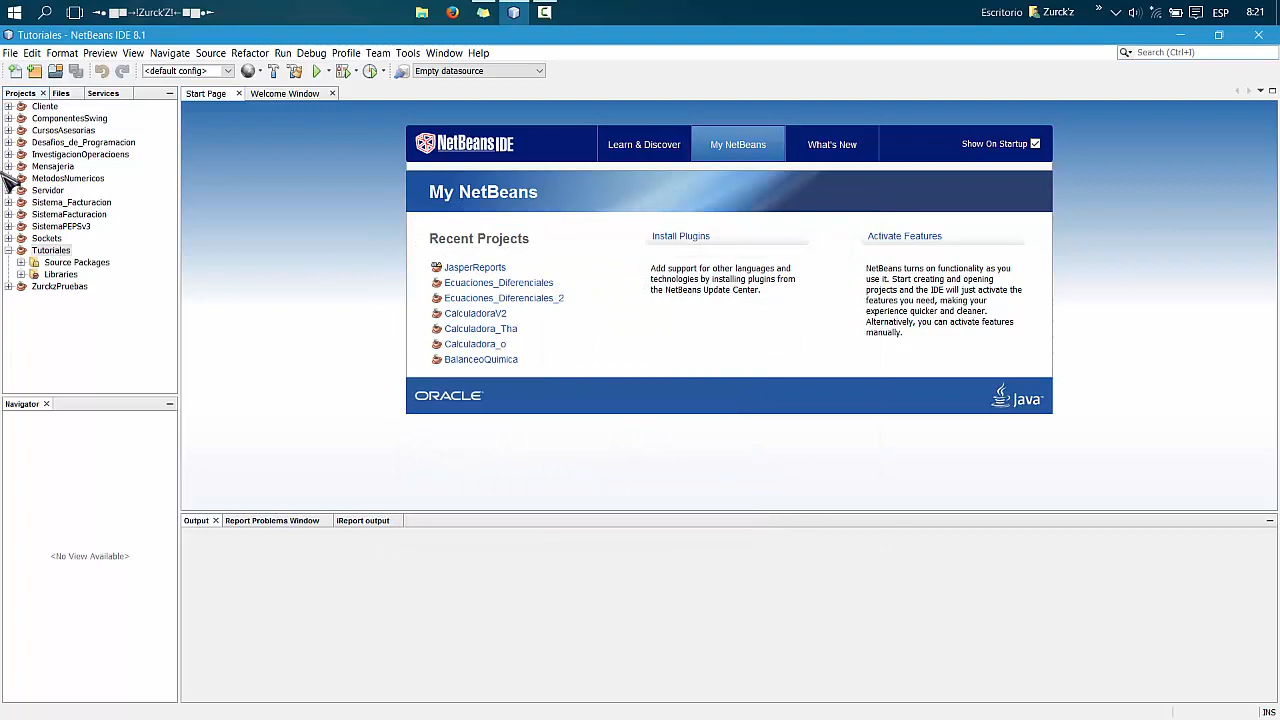 →■■→!Zurck'Z!←■■←
Escritorio Zurck'z » ESP 8:21
Tutoriales - NetBeans IDE 8.1
File Edit Format Preview View Navigate Source Refactor Run Debug Profile Team Tools Window Help
Search (Ctrl+I)
<default config>
Empty datasource
Projects Files Services
Start Page Welcome Window
Cliente
ComponentesSwing
CursosAsesorias
Desafios_de_Programacion
InvestigacionOperacioens
Mensajeria
MetodosNumericos
Servidor
Sistema_Facturacion
SistemaFacturacion
SistemaPEPSv3
Sockets
Tutoriales
Source Packages
Libraries
ZurckzPruebas
NetBeans IDE
Learn & Discover
My NetBeans
What's New
Show On Startup
My NetBeans
Recent Projects
JasperReports
Ecuaciones_Diferenciales
Ecuaciones_Diferenciales_2
CalculadoraV2
Calculadora_Tha
Calculadora_o
BalanceoQuimica
Install Plugins
Add support for other languages and
technologies by installing plugins from
the NetBeans Update Center.
Activate Features
NetBeans turns on functionality as you
use it. Start creating and opening
projects and the IDE will just activate the
features you need, making your
experience quicker and cleaner.
Alternatively, you can activate features
manually.
ORACLE
Java
Navigator
<No View Available>
Output Report Problems Window IReport output
INS